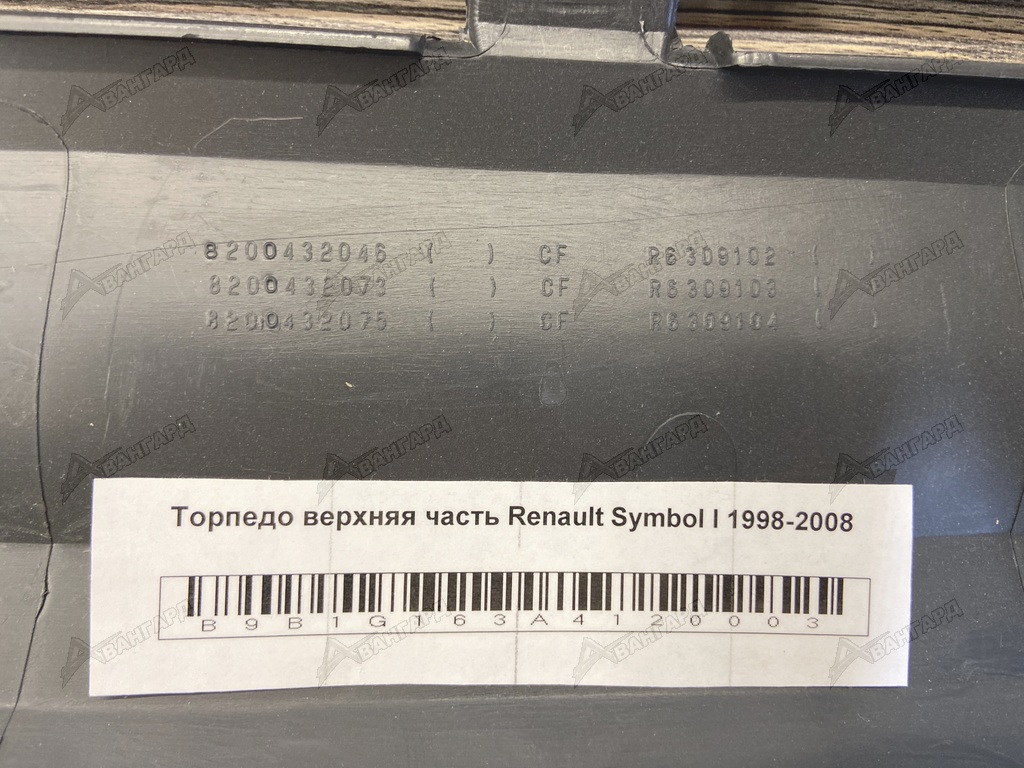 8200432046 ( ) CF R6309102 ( )
8200432073 ( ) CF R6309103 ( )
8200432075 ( ) CF R6309104 ( )
Торпедо верхняя часть Renault Symbol I 1998-2008
B9B1G163A4120003
АВАНГАРД